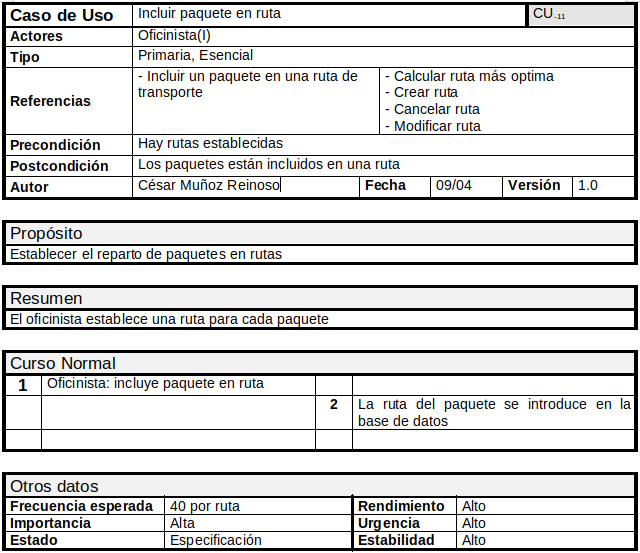 Caso de Uso Incluir paquete en ruta CU-11
Actores Oficinista(I)
Tipo Primaria, Esencial
Referencias
- Incluir un paquete en una ruta de
transporte
- Calcular ruta más optima
- Crear ruta
- Cancelar ruta
- Modificar ruta
Precondición Hay rutas establecidas
Postcondición Los paquetes están incluidos en una ruta
Autor César Muñoz Reinoso Fecha 09/04 Versión 1.0
Propósito
Establecer el reparto de paquetes en rutas
Resumen
El oficinista establece una ruta para cada paquete
Curso Normal
1 Oficinista: incluye paquete en ruta
2 La ruta del paquete se introduce en la
base de datos
Otros datos
Frecuencia esperada 40 por ruta Rendimiento Alto
Importancia Alta Urgencia Alto
Estado Especificación Estabilidad Alto